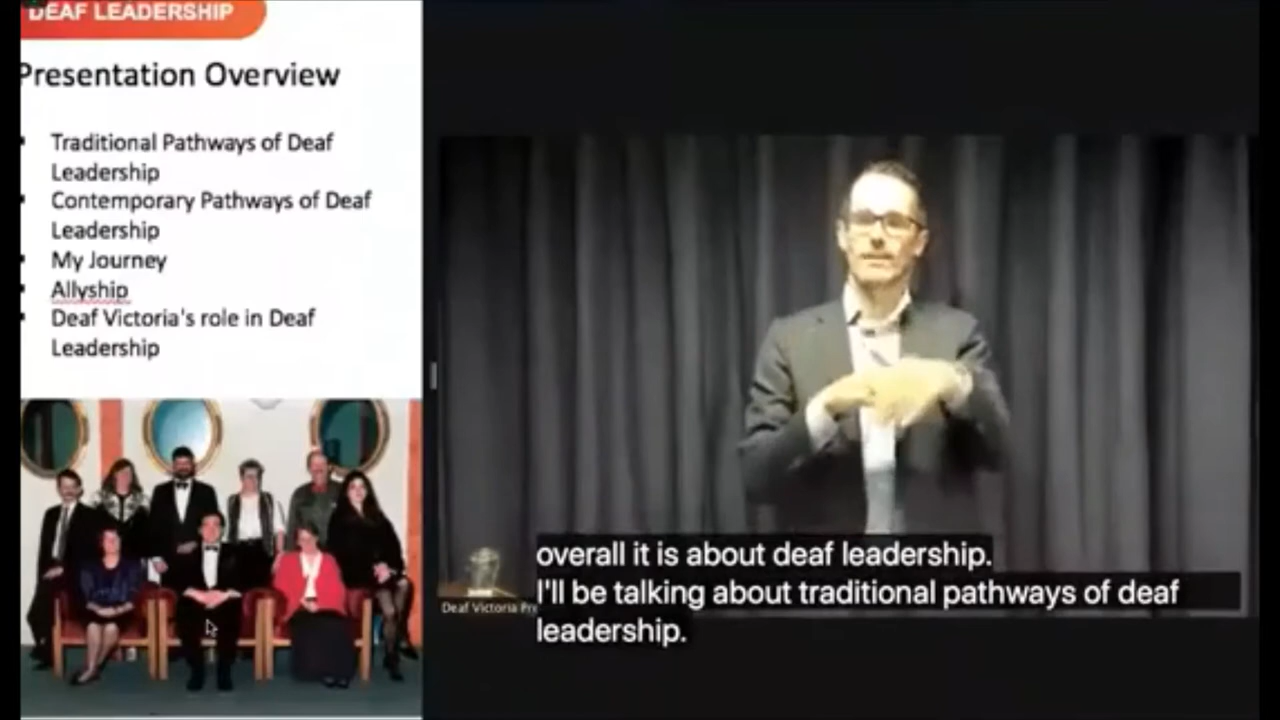 DEAF LEADERSHIP
Presentation Overview
Traditional Pathways of Deaf
Leadership
Contemporary Pathways of Deaf
Leadership
My Journey
Allyship
Deaf Victoria's role in Deaf
Leadership
overall it is about deaf leadership.
I'll be talking about traditional pathways of deaf
leadership.
Deaf Victoria